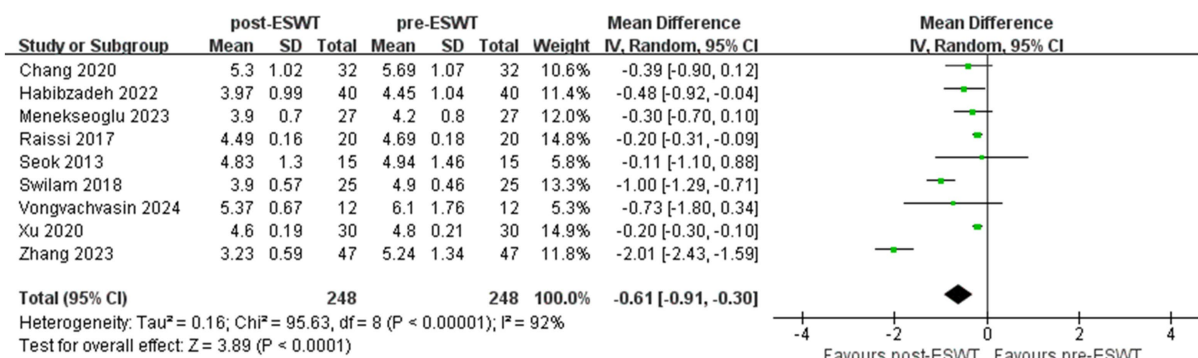 post-ESWT pre-ESWT Mean Difference Mean Difference
Study or Subgroup Mean SD Total Mean SD Total Weight IV, Random, 95% CI IV, Random, 95% CI
Chang 2020 5.3 1.02 32 5.69 1.07 32 10.6% -0.39 [-0.90, 0.12]
Habibzadeh 2022 3.97 0.99 40 4.45 1.04 40 11.4% -0.48 [-0.92, -0.04]
Menekseoglu 2023 3.9 0.7 27 4.2 0.8 27 12.0% -0.30 [-0.70, 0.10]
Raissi 2017 4.49 0.16 20 4.69 0.18 20 14.9% -0.20 [-0.31, -0.09]
Seok 2013 4.83 1.3 15 4.94 1.46 15 5.8% -0.11 [-1.10, 0.88]
Swilam 2018 3.9 0.57 25 4.9 0.46 25 13.3% -1.00 [-1.29, -0.71]
Vongvachvasin 2024 5.37 0.67 12 6.1 1.76 12 5.3% -0.73 [-1.80, 0.34]
Xu 2020 4.6 0.19 30 4.8 0.21 30 14.9% -0.20 [-0.30, -0.10]
Zhang 2023 3.23 0.59 47 5.24 1.34 47 11.8% -2.01 [-2.43, -1.59]
Total (95% CI) 248 248 100.0% -0.61 [-0.91, -0.30]
Heterogeneity: Tau² = 0.16; Chi² = 95.63, df = 8 (P < 0.00001); I² = 92%
Test for overall effect: Z = 3.89 (P < 0.0001)
-4 -2 0 2 4
Favours post-ESWT Favours pre-ESWT